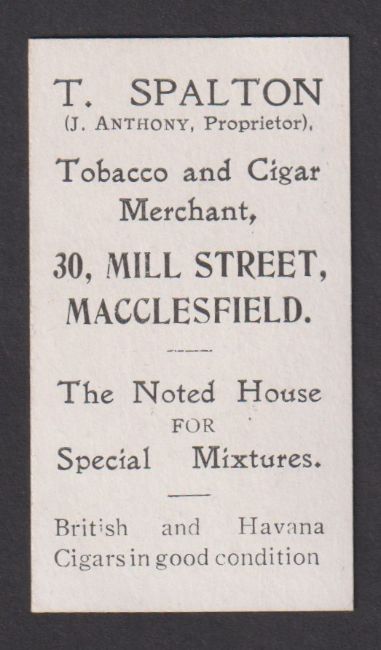 T. SPALTON
(J. ANTHONY, Proprietor),
Tobacco and Cigar
Merchant,
30, MILL STREET,
MACCLESFIELD.
The Noted House
FOR
Special Mixtures.
British and Havana
Cigars in good condition